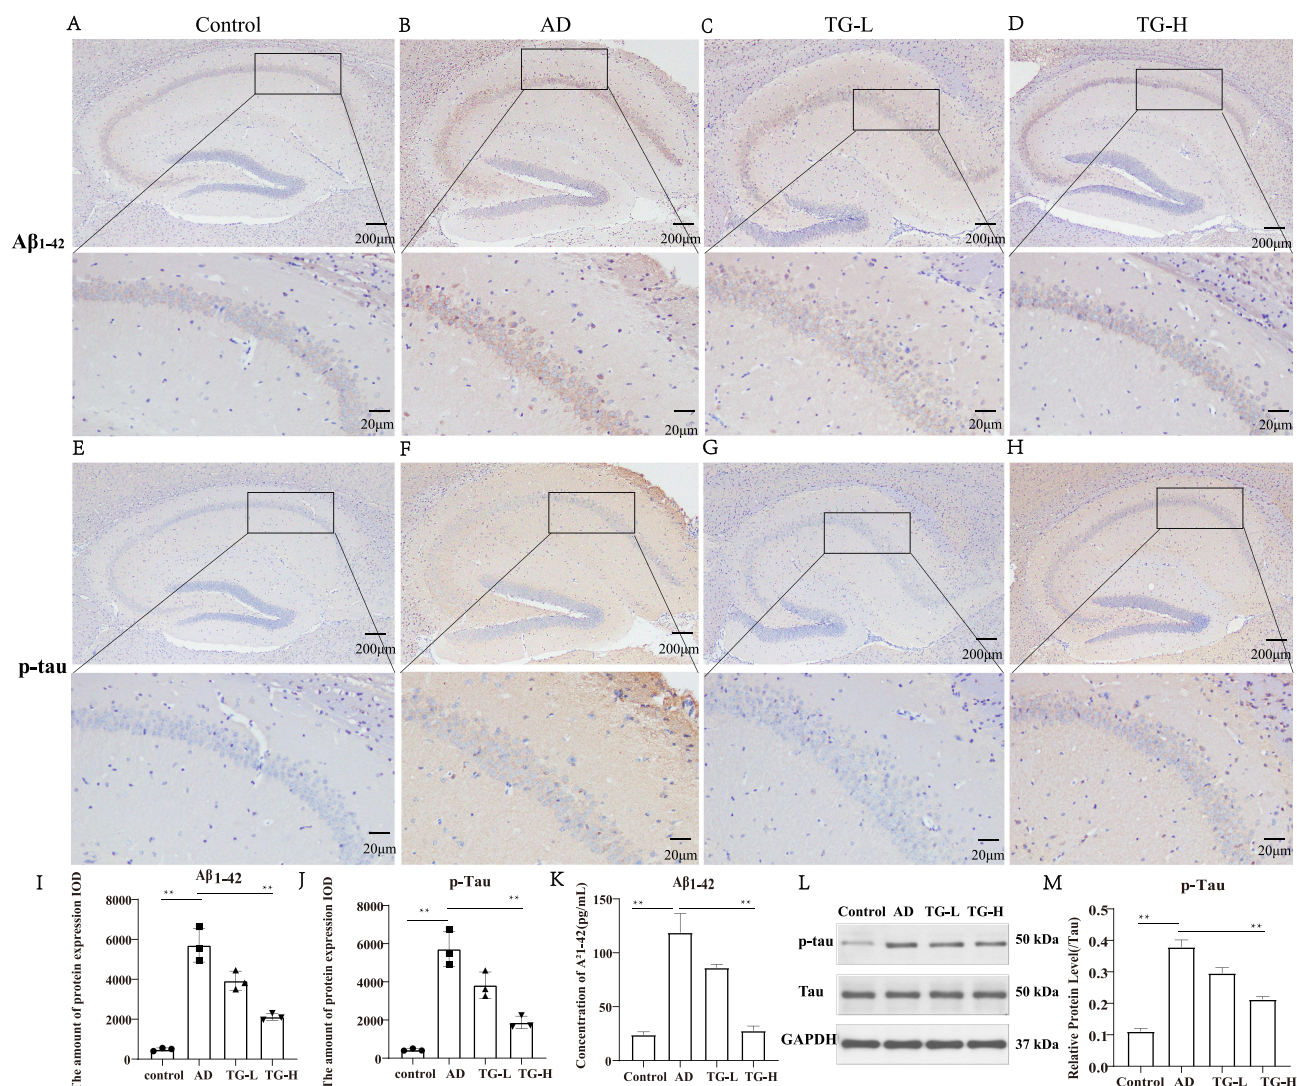 A Control B AD C TG-L D TG-H
Aβ1-42
200μm 200μm 200μm 200μm
20μm 20μm 20μm 20μm
E F G H
p-tau
200μm 200μm 200μm 200μm
20μm 20μm 20μm 20μm
I Aβ1-42
The amount of protein expression IOD
8000
6000
4000
2000
0
** **
control AD TG-L TG-H
J p-Tau
The amount of protein expression IOD
8000
6000
4000
2000
0
** **
control AD TG-L TG-H
K Aβ1-42
Concentration of A²1-42(pg/mL)
150
100
50
0
** **
Control AD TG-L TG-H
L
Control AD TG-L TG-H
p-tau 50 kDa
Tau 50 kDa
GAPDH 37 kDa
M p-Tau
Relative Protein Level(/Tau)
0.5
0.4
0.3
0.2
0.1
0.0
** **
Control AD TG-L TG-H